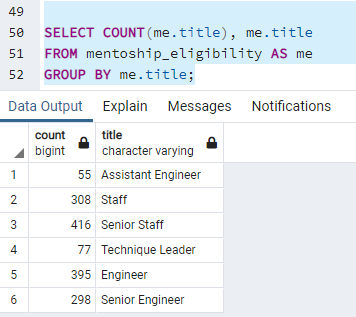 49
50 SELECT COUNT(me.title), me.title
51 FROM mentoship_eligibility AS me
52 GROUP BY me.title;
Data Output Explain Messages Notifications
count title
bigint character varying
1 55 Assistant Engineer
2 308 Staff
3 416 Senior Staff
4 77 Technique Leader
5 395 Engineer
6 298 Senior Engineer